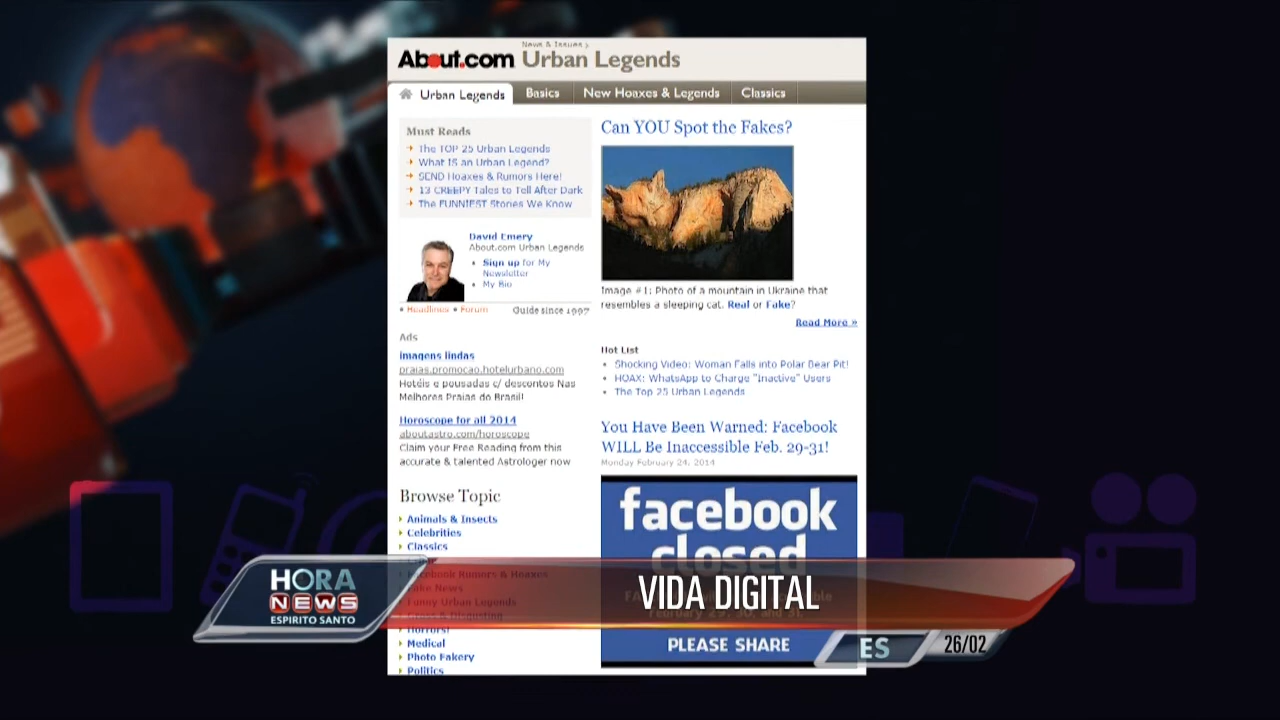 News & Issues >
About.com Urban Legends
Urban Legends
Basics
New Hoaxes & Legends
Classics
Must Reads
The TOP 25 Urban Legends
What IS an Urban Legend?
SEND Hoaxes & Rumors Here!
13 CREEPY Tales to Tell After Dark
The FUNNIEST Stories We Know
David Emery
About.com Urban Legends
Sign up for My
Newsletter
My Bio
Headlines • Forum
Guide since 1997
Ads
imagens lindas
praias.promocao.hotelurbano.com
Hotéis e pousadas c/ descontos Nas
Melhores Praias do Brasil!
Horoscope for all 2014
aboutastro.com/horoscope
Claim your Free Reading from this
accurate & talented Astrologer now
Browse Topic
Animals & Insects
Celebrities
Classics
Facebook Rumors & Hoaxes
Fake News
Funny Urban Legends
Horrors!
Medical
Photo Fakery
Politics
Can YOU Spot the Fakes?
Image #1: Photo of a mountain in Ukraine that
resembles a sleeping cat. Real or Fake?
Read More »
Hot List
Shocking Video: Woman Falls into Polar Bear Pit!
HOAX: WhatsApp to Charge "Inactive" Users
The Top 25 Urban Legends
You Have Been Warned: Facebook
WILL Be Inaccessible Feb. 29-31!
Monday February 24, 2014
facebook
closed
PLEASE SHARE
HORA
NEWS
ESPIRITO SANTO
VIDA DIGITAL
ES
26/02